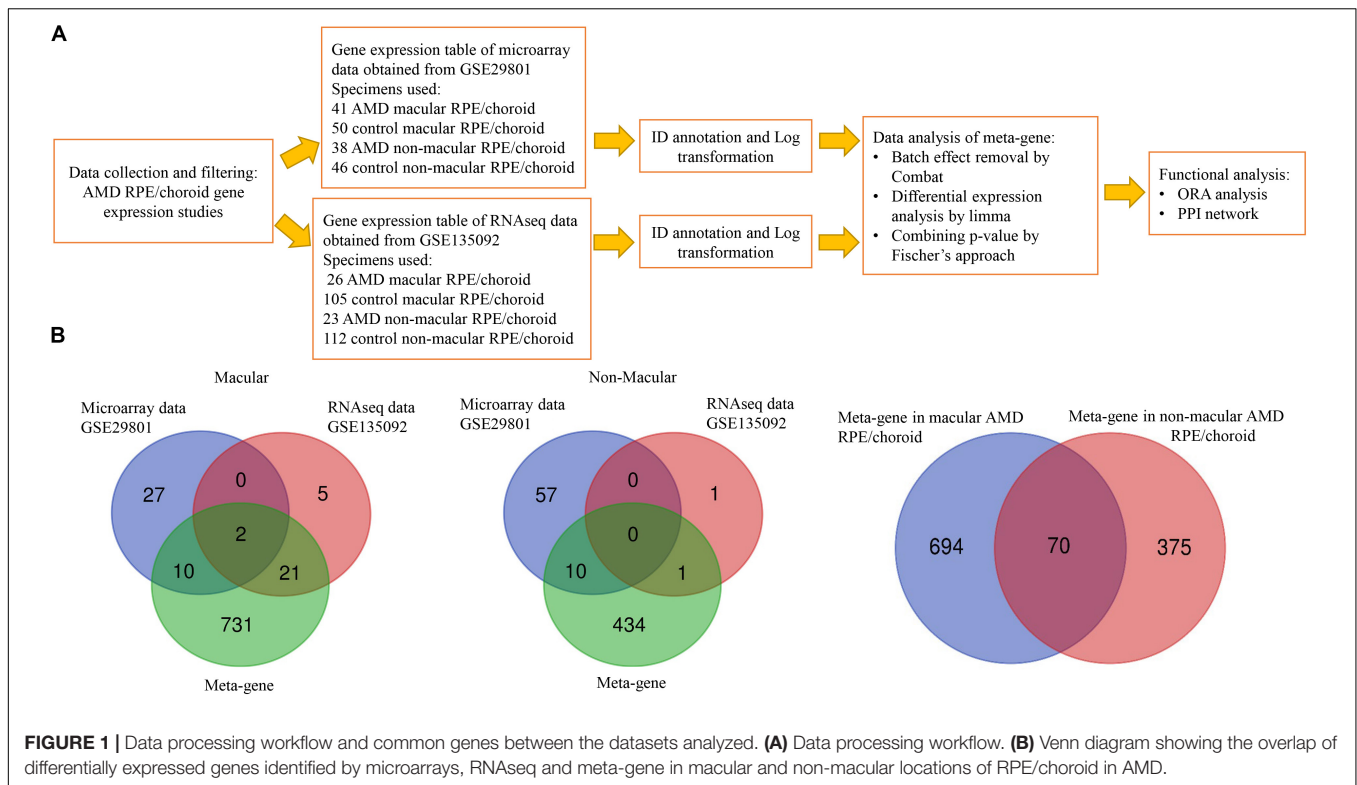 A
Data collection and filtering:
AMD RPE/choroid gene
expression studies
Gene expression table of microarray
data obtained from GSE29801
Specimens used:
41 AMD macular RPE/choroid
50 control macular RPE/choroid
38 AMD non-macular RPE/choroid
46 control non-macular RPE/choroid
Gene expression table of RNAseq data
obtained from GSE135092
Specimens used:
26 AMD macular RPE/choroid
105 control macular RPE/choroid
23 AMD non-macular RPE/choroid
112 control non-macular RPE/choroid
ID annotation and Log
transformation
ID annotation and Log
transformation
Data analysis of meta-gene:
• Batch effect removal by
Combat
• Differential expression
analysis by limma
• Combining p-value by
Fischer's approach
Functional analysis:
• ORA analysis
• PPI network
B
Macular
Microarray data
GSE29801
RNAseq data
GSE135092
27
0
5
2
10
21
731
Meta-gene
Non-Macular
Microarray data
GSE29801
RNAseq data
GSE135092
57
0
1
0
10
1
434
Meta-gene
Meta-gene in macular AMD
RPE/choroid
Meta-gene in non-macular AMD
RPE/choroid
694
70
375
FIGURE 1 | Data processing workflow and common genes between the datasets analyzed. (A) Data processing workflow. (B) Venn diagram showing the overlap of
differentially expressed genes identified by microarrays, RNAseq and meta-gene in macular and non-macular locations of RPE/choroid in AMD.